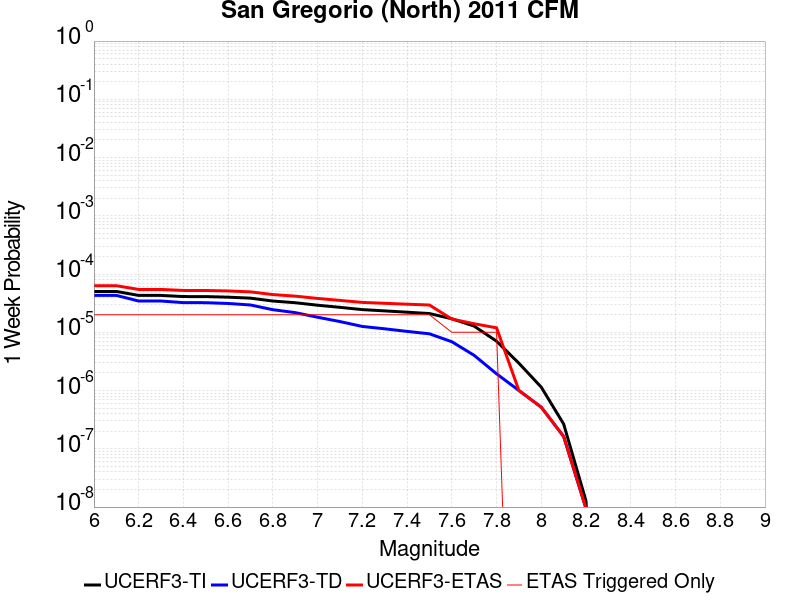 San Gregorio (North) 2011 CFM
10^0
10^-1
10^-2
10^-3
10^-4
10^-5
10^-6
10^-7
10^-8
1 Week Probability
6 6.2 6.4 6.6 6.8 7 7.2 7.4 7.6 7.8 8 8.2 8.4 8.6 8.8 9
Magnitude
UCERF3-TI UCERF3-TD UCERF3-ETAS ETAS Triggered Only